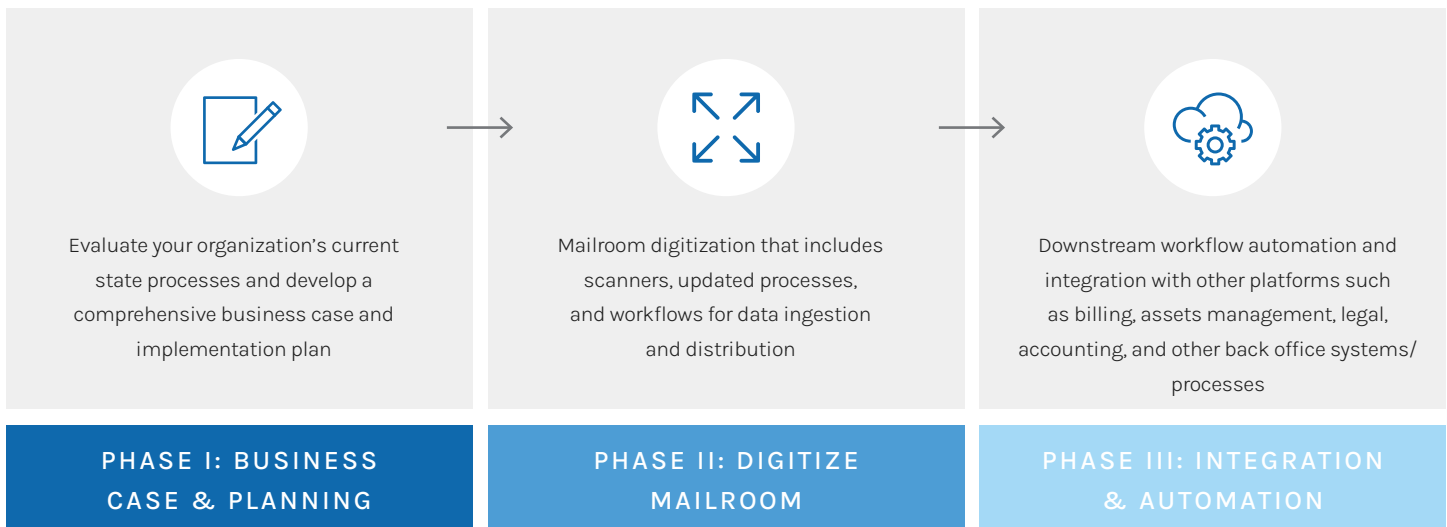 Evaluate your organization’s current
state processes and develop a
comprehensive business case and
implementation plan
PHASE I: BUSINESS
CASE & PLANNING
Mailroom digitization that includes
scanners, updated processes,
and workflows for data ingestion
and distribution
PHASE II: DIGITIZE
MAILROOM
Downstream workflow automation and
integration with other platforms such
as billing, assets management, legal,
accounting, and other back office systems/
processes
PHASE III: INTEGRATION
& AUTOMATION